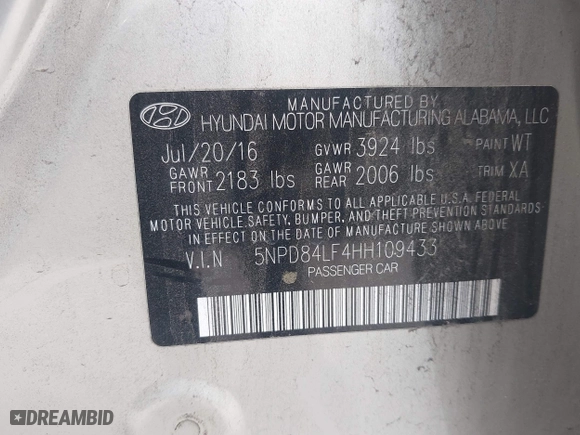 MANUFACTURED BY
HYUNDAI MOTOR MANUFACTURING ALABAMA, LLC
Jul/20/16 GVWR 3924 lbs PAINT WT
GAWR FRONT 2183 lbs GAWR REAR 2006 lbs TRIM XA
THIS VEHICLE CONFORMS TO ALL APPLICABLE U.S.A. FEDERAL
MOTOR VEHICLE SAFETY, BUMPER, AND THEFT PREVENTION STANDARDS
IN EFFECT ON THE DATE OF MANUFACTURE SHOWN ABOVE.
V.I.N 5NPD84LF4HH109433
PASSENGER CAR
DREAMBID